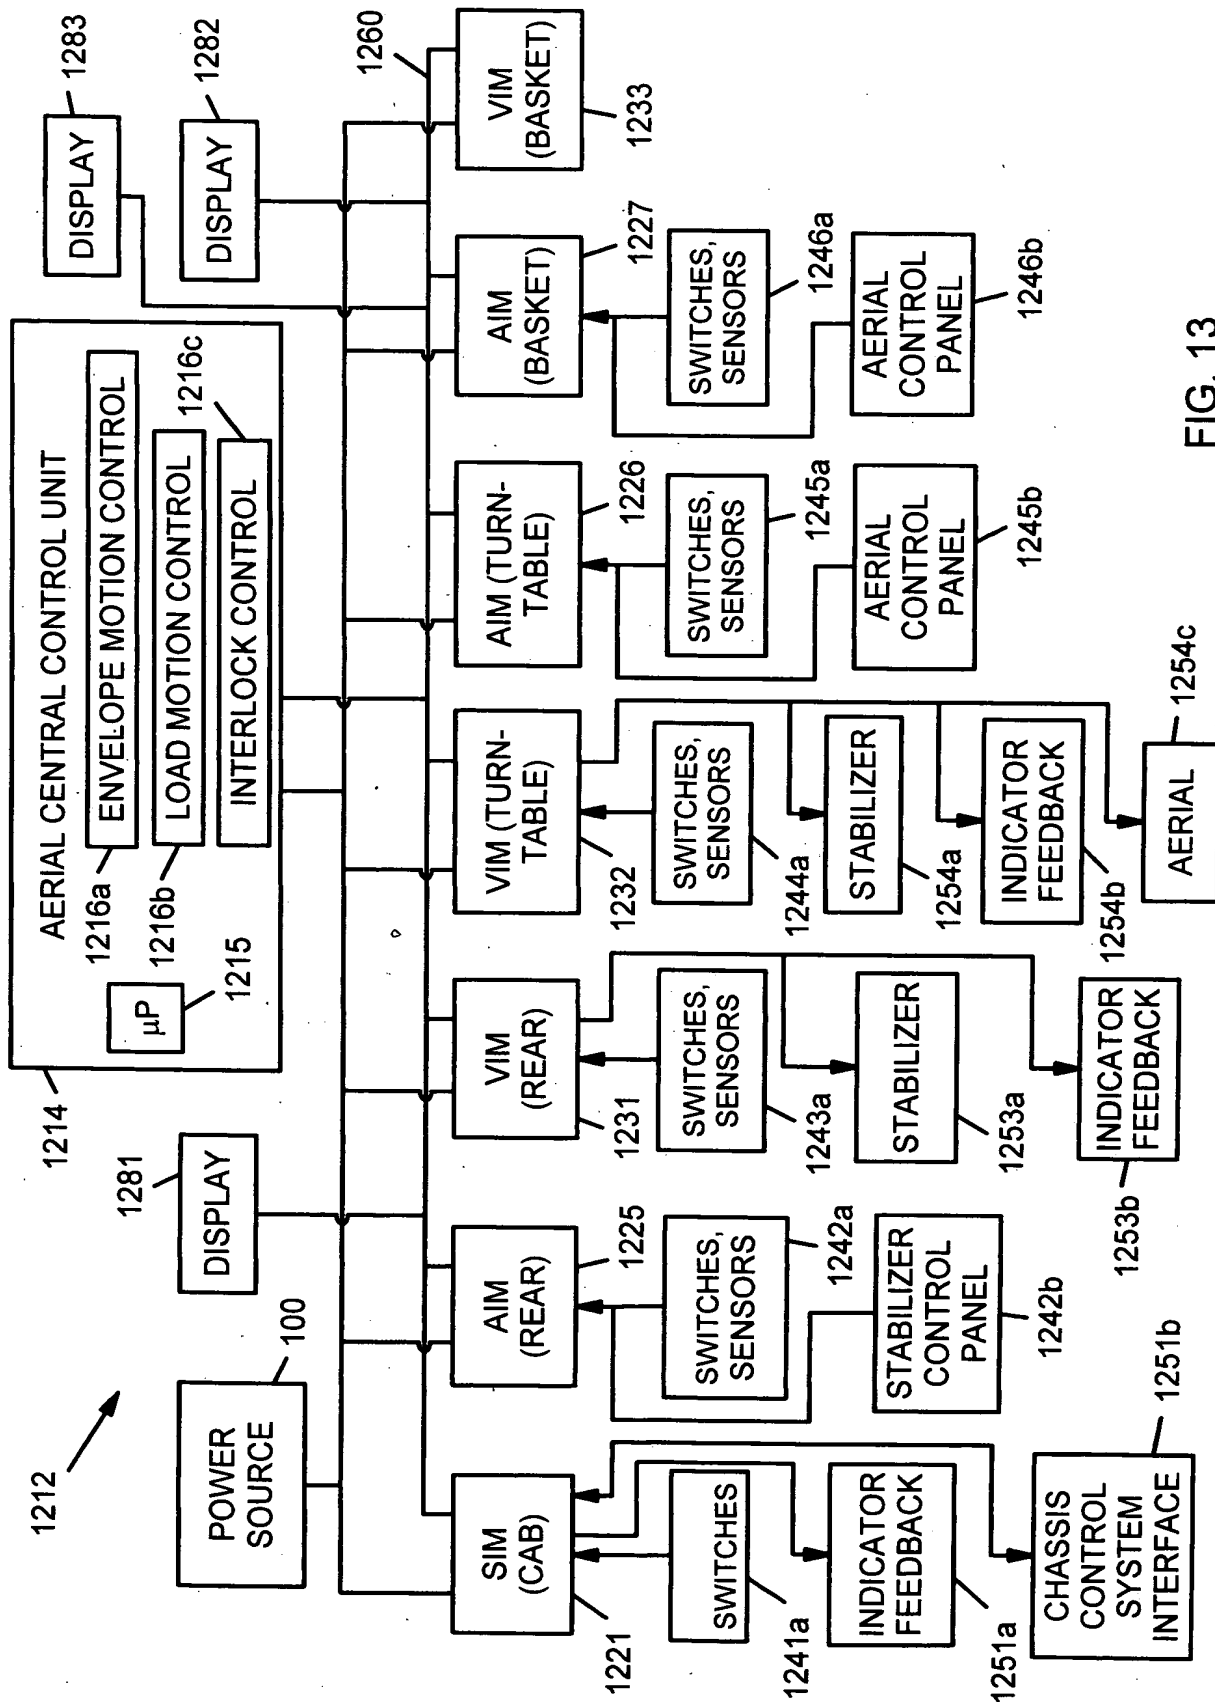 1212
POWER
SOURCE
100
DISPLAY
1281
1214
AERIAL CENTRAL CONTROL UNIT
μP
1215
1216a
ENVELOPE MOTION CONTROL
1216b
LOAD MOTION CONTROL
1216c
INTERLOCK CONTROL
DISPLAY
1283
DISPLAY
1282
1260
SIM
(CAB)
1221
AIM
(REAR)
1225
VIM
(REAR)
1231
VIM (TURN-
TABLE)
1232
AIM (TURN-
TABLE)
1226
AIM
(BASKET)
1227
VIM
(BASKET)
1233
SWITCHES
1241a
INDICATOR
FEEDBACK
1251a
CHASSIS
CONTROL
SYSTEM
INTERFACE
1251b
SWITCHES,
SENSORS
1242a
STABILIZER
CONTROL
PANEL
1242b
SWITCHES,
SENSORS
1243a
STABILIZER
1253a
INDICATOR
FEEDBACK
1253b
SWITCHES,
SENSORS
1244a
STABILIZER
1254a
INDICATOR
FEEDBACK
1254b
AERIAL
1254c
SWITCHES,
SENSORS
1245a
AERIAL
CONTROL
PANEL
1245b
SWITCHES,
SENSORS
1246a
AERIAL
CONTROL
PANEL
1246b
FIG. 13